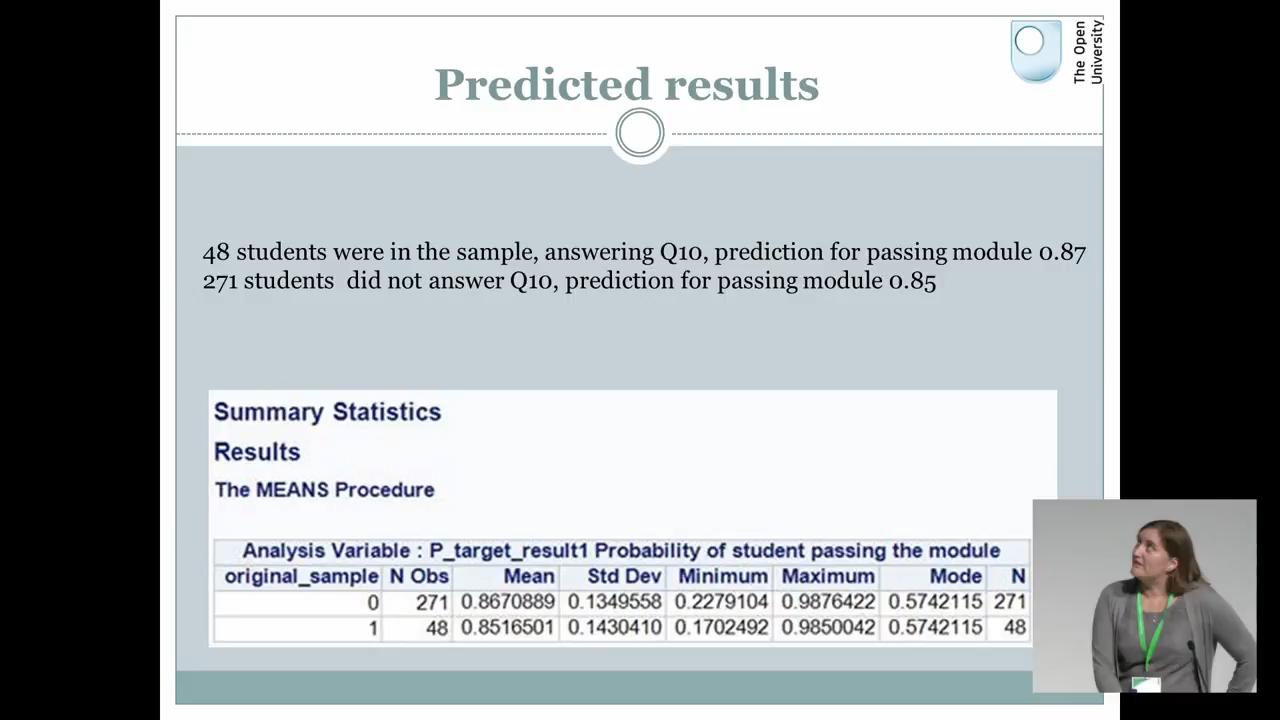 The Open
University
Predicted results
48 students were in the sample, answering Q10, prediction for passing module 0.87
271 students did not answer Q10, prediction for passing module 0.85
Summary Statistics
Results
The MEANS Procedure
Analysis Variable : P_target_result1 Probability of student passing the module
original_sample N Obs Mean Std Dev Minimum Maximum Mode N
0 271 0.8670889 0.1349558 0.2279104 0.9876422 0.5742115 271
1 48 0.8516501 0.1430410 0.1702492 0.9850042 0.5742115 48